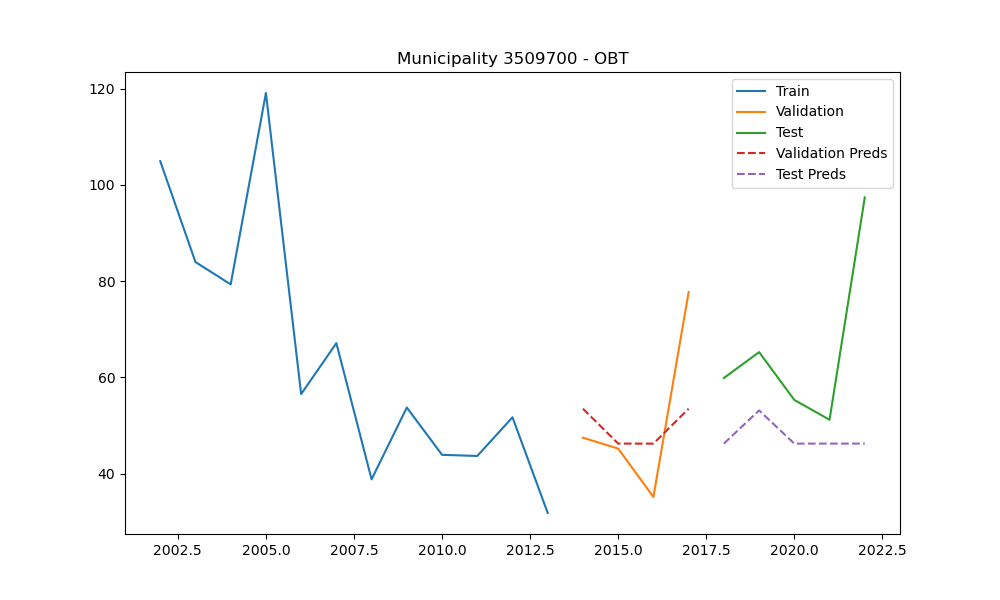 Municipality 3509700 - OBT
120
100
80
60
40
2002.5 2005.0 2007.5 2010.0 2012.5 2015.0 2017.5 2020.0 2022.5
Train
Validation
Test
Validation Preds
Test Preds